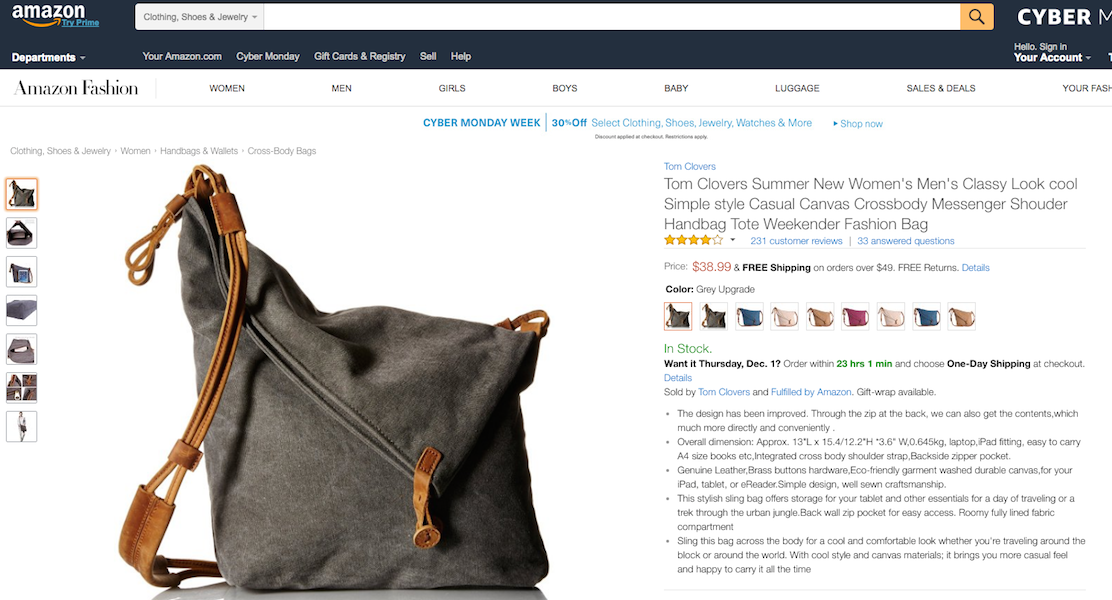 amazon
Try Prime
Clothing, Shoes & Jewelry
CYBER M
Departments
Your Amazon.com
Cyber Monday
Gift Cards & Registry
Sell
Help
Hello. Sign in
Your Account
Amazon Fashion
WOMEN
MEN
GIRLS
BOYS
BABY
LUGGAGE
SALES & DEALS
YOUR FASH
CYBER MONDAY WEEK 30%Off Select Clothing, Shoes, Jewelry, Watches & More Shop now
Discount applied at checkout. Restrictions apply.
Clothing, Shoes & Jewelry › Women › Handbags & Wallets › Cross-Body Bags
Tom Clovers
Tom Clovers Summer New Women's Men's Classy Look cool
Simple style Casual Canvas Crossbody Messenger Shouder
Handbag Tote Weekender Fashion Bag
231 customer reviews | 33 answered questions
Price: $38.99 & FREE Shipping on orders over $49. FREE Returns. Details
Color: Grey Upgrade
In Stock.
Want it Thursday, Dec. 1? Order within 23 hrs 1 min and choose One-Day Shipping at checkout.
Details
Sold by Tom Clovers and Fulfilled by Amazon. Gift-wrap available.
• The design has been improved. Through the zip at the back, we can also get the contents,which
much more directly and conveniently .
• Overall dimension: Approx. 13"L x 15.4/12.2"H *3.6" W,0.645kg, laptop,iPad fitting, easy to carry
A4 size books etc,Integrated cross body shoulder strap,Backside zipper pocket.
• Genuine Leather,Brass buttons hardware,Eco-friendly garment washed durable canvas,for your
iPad, tablet, or eReader.Simple design, well sewn craftsmanship.
• This stylish sling bag offers storage for your tablet and other essentials for a day of traveling or a
trek through the urban jungle.Back wall zip pocket for easy access. Roomy fully lined fabric
compartment
• Sling this bag across the body for a cool and comfortable look whether you're traveling around the
block or around the world. With cool style and canvas materials; it brings you more casual feel
and happy to carry it all the time